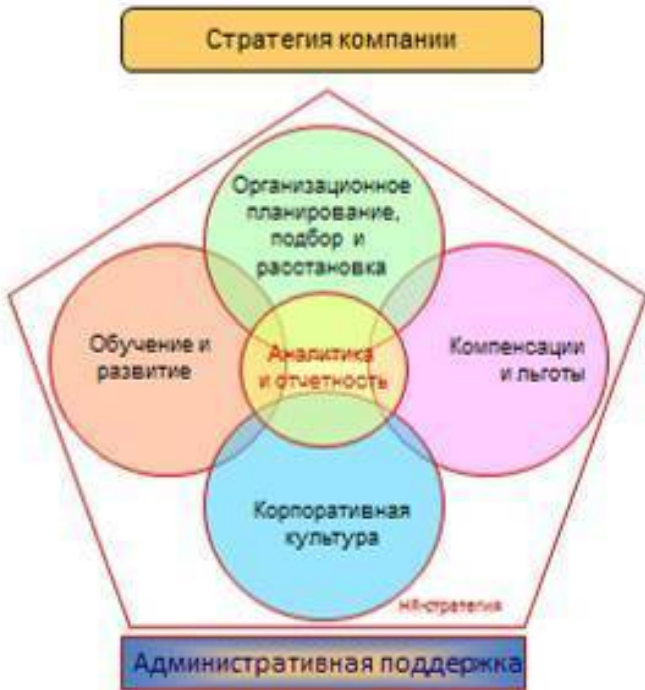 Стратегия компании
Организационное
планирование,
подбор и
расстановка
Обучение и
развитие
Аналитика
и отчетность
Компенсации
и льготы
Корпоративная
культура
HR-стратегия
Административная поддержка